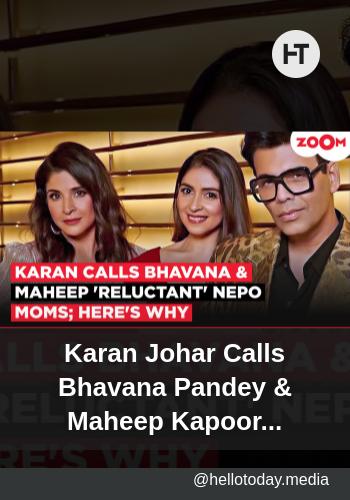 HT
ZOOM
KARAN CALLS BHAVANA &
MAHEEP 'RELUCTANT' NEPO
MOMS; HERE'S WHY
Karan Johar Calls
Bhavana Pandey &
Maheep Kapoor...
@hellotoday.media